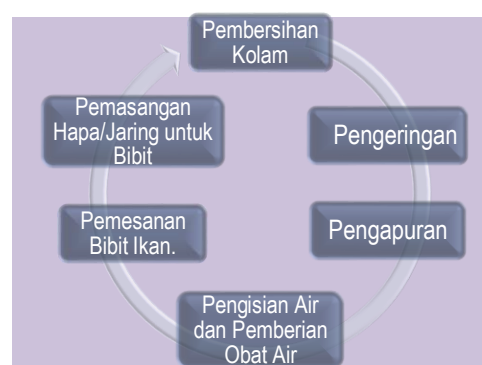 Pembersihan
Kolam
Pengeringan
Pengapuran
Pengisian Air
dan Pemberian
Obat Air
Pemesanan
Bibit Ikan.
Pemasangan
Hapa/Jaring untuk
Bibit